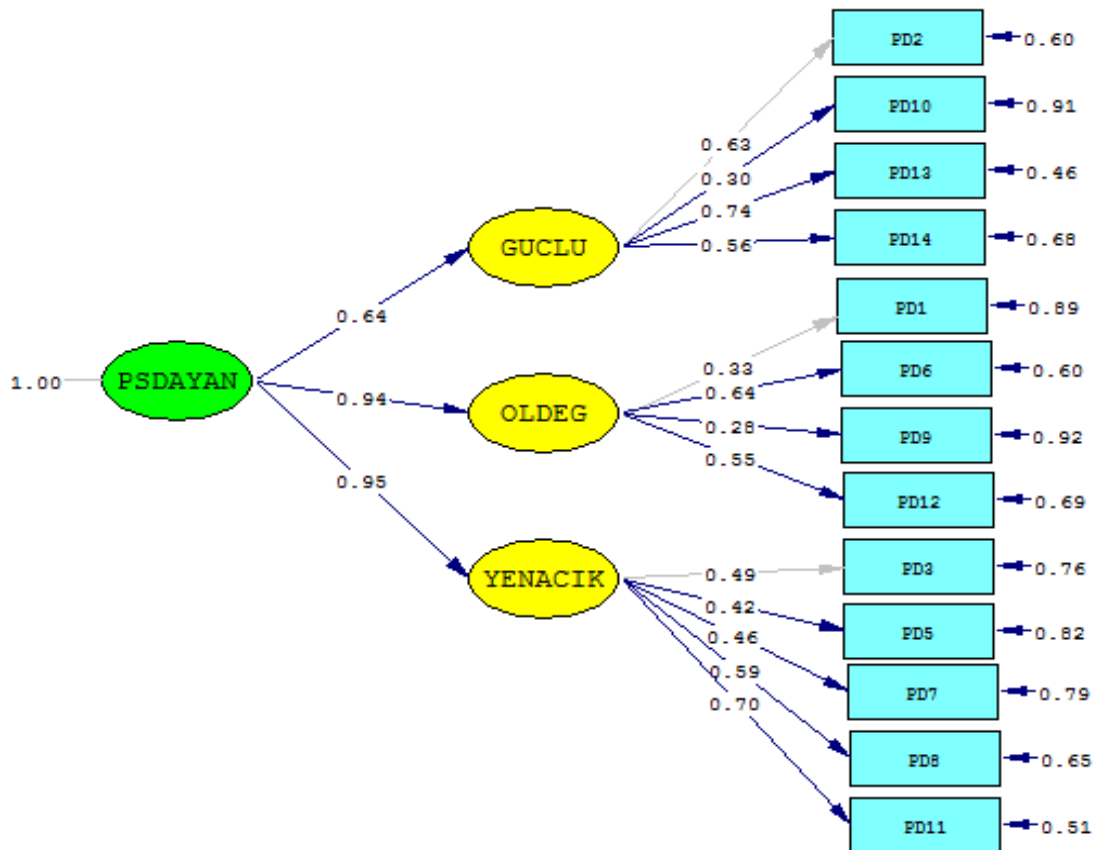 PD2
0.60
PD10
0.91
0.63
0.30
PD13
0.46
0.74
PD14
0.68
0.56
GUCLU
PD1
0.89
0.64
0.33
PD6
0.60
0.64
1.00
PSDAYAN
0.94
OLDEG
0.28
PD9
0.92
0.55
PD12
0.69
0.95
YENACIK
0.49
PD3
0.76
0.42
PD5
0.82
0.46
0.59
PD7
0.79
0.70
PD8
0.65
PD11
0.51